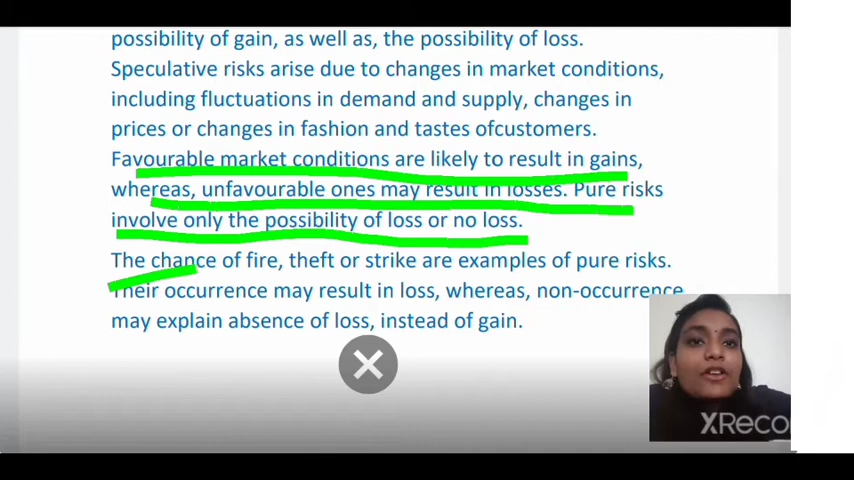 possibility of gain, as well as, the possibility of loss.
Speculative risks arise due to changes in market conditions,
including fluctuations in demand and supply, changes in
prices or changes in fashion and tastes ofcustomers.
Favourable market conditions are likely to result in gains,
whereas, unfavourable ones may result in losses. Pure risks
involve only the possibility of loss or no loss.
The chance of fire, theft or strike are examples of pure risks.
Their occurrence may result in loss, whereas, non-occurrence
may explain absence of loss, instead of gain.
XReco